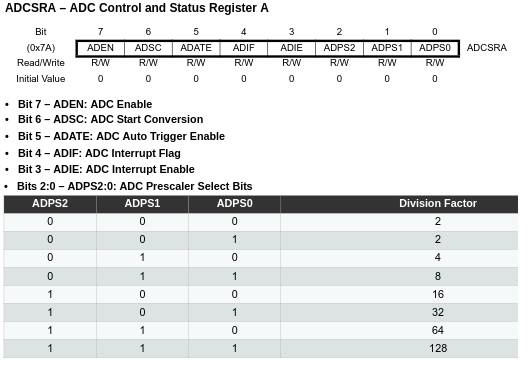 ADCSRA – ADC Control and Status Register A
Bit 7 6 5 4 3 2 1 0
(0x7A) ADEN ADSC ADATE ADIF ADIE ADPS2 ADPS1 ADPS0 ADCSRA
Read/Write R/W R/W R/W R/W R/W R/W R/W R/W
Initial Value 0 0 0 0 0 0 0 0
• Bit 7 – ADEN: ADC Enable
• Bit 6 – ADSC: ADC Start Conversion
• Bit 5 – ADATE: ADC Auto Trigger Enable
• Bit 4 – ADIF: ADC Interrupt Flag
• Bit 3 – ADIE: ADC Interrupt Enable
• Bits 2:0 – ADPS2:0: ADC Prescaler Select Bits
ADPS2 ADPS1 ADPS0 Division Factor
0 0 0 2
0 0 1 2
0 1 0 4
0 1 1 8
1 0 0 16
1 0 1 32
1 1 0 64
1 1 1 128